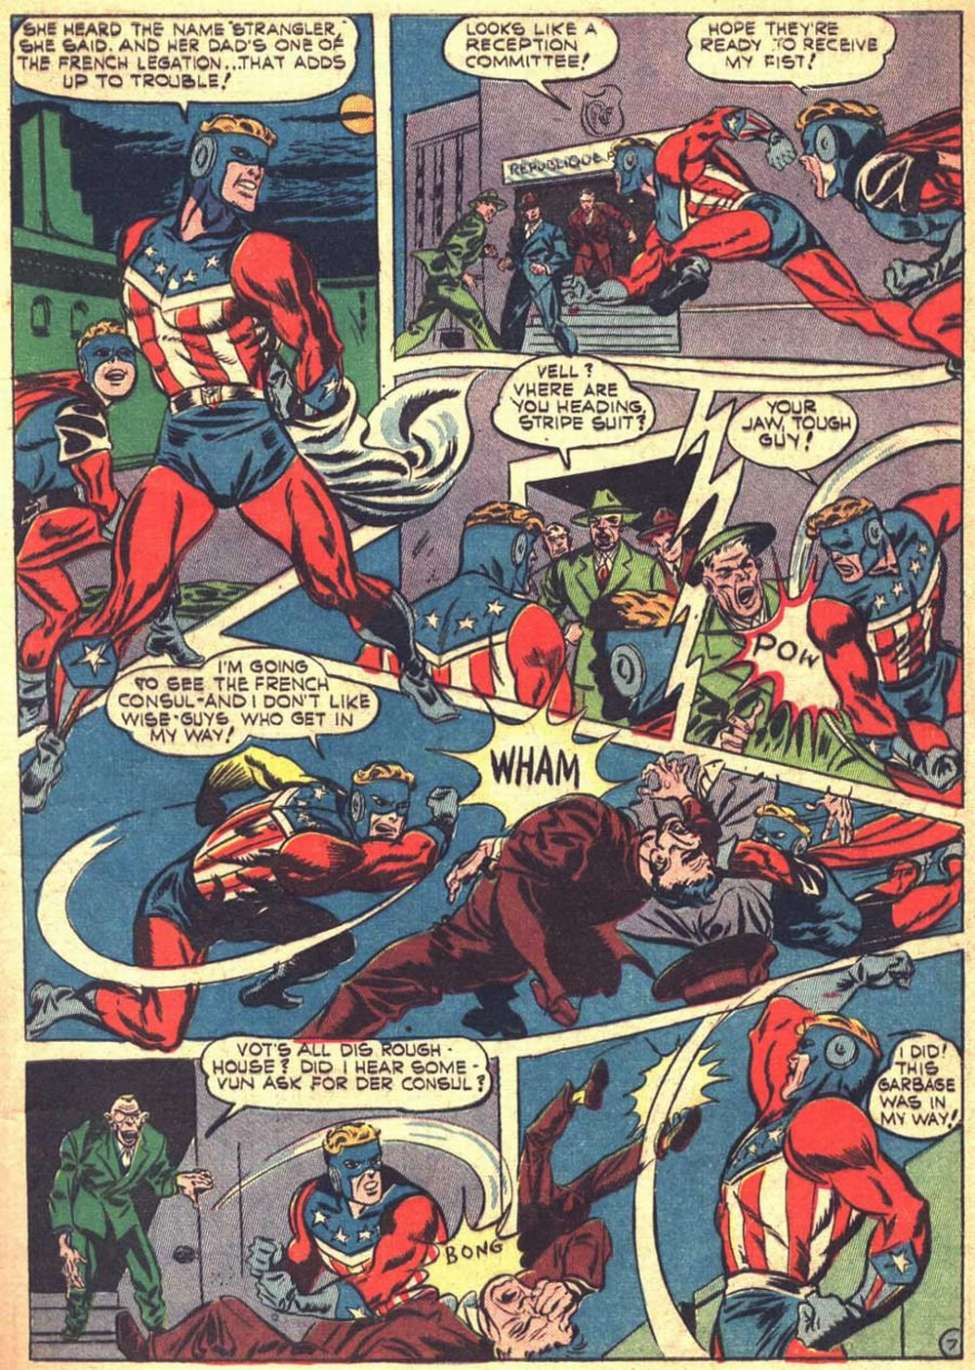 SHE HEARD THE NAME "STRANGLER,"
SHE SAID. AND HER DAD'S ONE OF
THE FRENCH LEGATION...THAT ADDS
UP TO TROUBLE!
LOOKS LIKE A
RECEPTION
COMMITTEE!
HOPE THEY'RE
READY TO RECEIVE
MY FIST!
REPUBLIQUE
VELL?
VHERE ARE
YOU HEADING,
STRIPE SUIT?
YOUR
JAW, TOUGH
GUY!
POW
I'M GOING
TO SEE THE FRENCH
CONSUL-AND I DON'T LIKE
WISE-GUYS WHO GET IN
MY WAY!
WHAM
VOT'S ALL DIS ROUGH-
HOUSE? DID I HEAR SOME-
VUN ASK FOR DER CONSUL?
BONG
I DID!
THIS
GARBAGE
WAS IN
MY WAY!
7